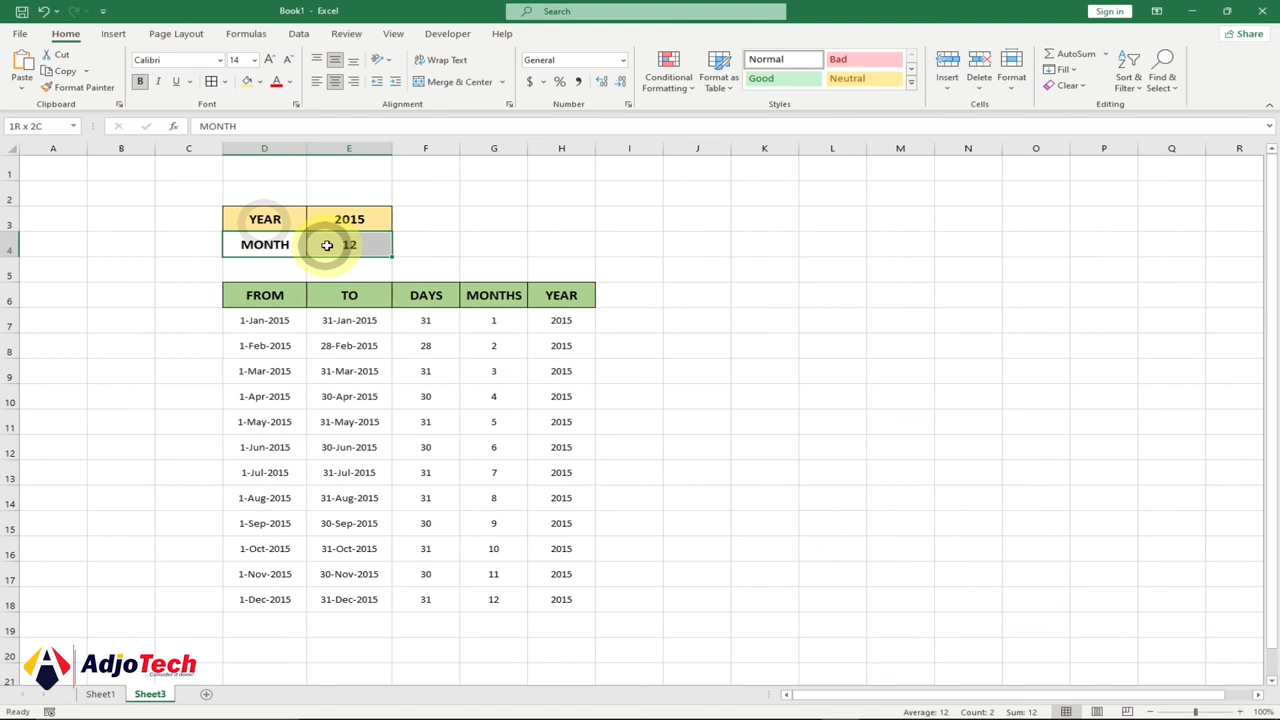 Book1 - Excel
Search
Sign in
File Home Insert Page Layout Formulas Data Review View Developer Help
Share
Paste
Cut
Copy
Format Painter
Clipboard
Calibri 14
B I U
Font
Wrap Text
Merge & Center
Alignment
General
$ % ,
Number
Conditional Formatting
Format as Table
Normal Bad
Good Neutral
Styles
Insert Delete Format
Cells
AutoSum
Fill
Clear
Sort & Filter
Find & Select
Editing
1R x 2C fx MONTH
A B C D E F G H I J K L M N O P Q R
1
2
3 YEAR 2015
4 MONTH 12
5
6 FROM TO DAYS MONTHS YEAR
7 1-Jan-2015 31-Jan-2015 31 1 2015
8 1-Feb-2015 28-Feb-2015 28 2 2015
9 1-Mar-2015 31-Mar-2015 31 3 2015
10 1-Apr-2015 30-Apr-2015 30 4 2015
11 1-May-2015 31-May-2015 31 5 2015
12 1-Jun-2015 30-Jun-2015 30 6 2015
13 1-Jul-2015 31-Jul-2015 31 7 2015
14 1-Aug-2015 31-Aug-2015 31 8 2015
15 1-Sep-2015 30-Sep-2015 30 9 2015
16 1-Oct-2015 31-Oct-2015 31 10 2015
17 1-Nov-2015 30-Nov-2015 30 11 2015
18 1-Dec-2015 31-Dec-2015 31 12 2015
19
20
21
AdjoTech
...Consider it done!
Sheet1 Sheet3
Ready
Average: 12 Count: 2 Sum: 12
100%